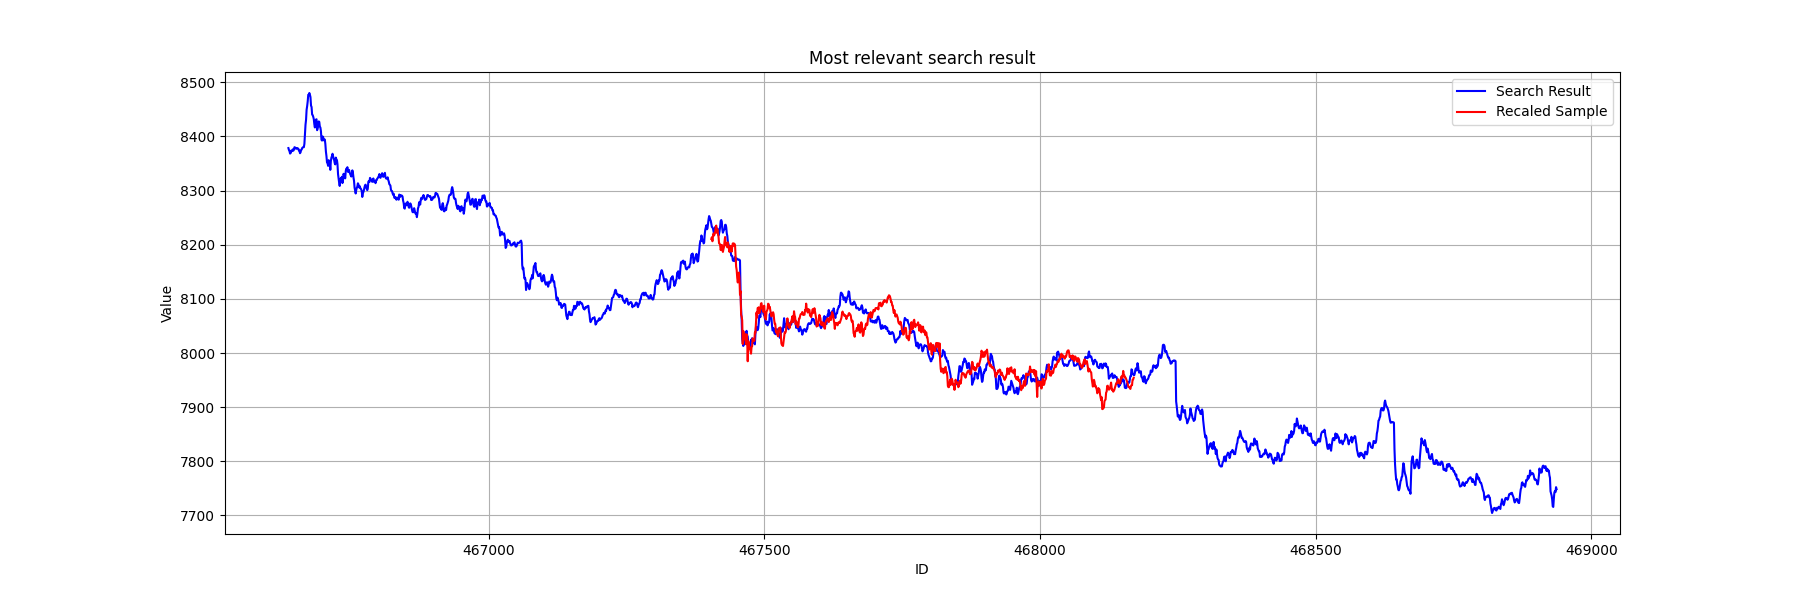 Most relevant search result
Search Result
Recaled Sample
8500
8400
8300
8200
8100
8000
7900
7800
7700
Value
467000 467500 468000 468500 469000
ID